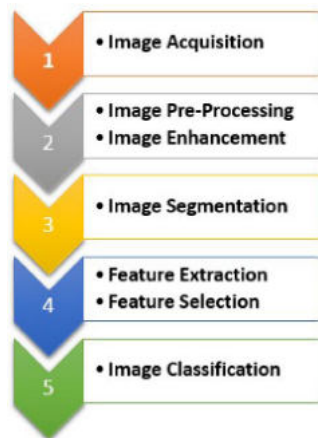 1
• Image Acquisition
2
• Image Pre-Processing
• Image Enhancement
3
• Image Segmentation
4
• Feature Extraction
• Feature Selection
5
• Image Classification